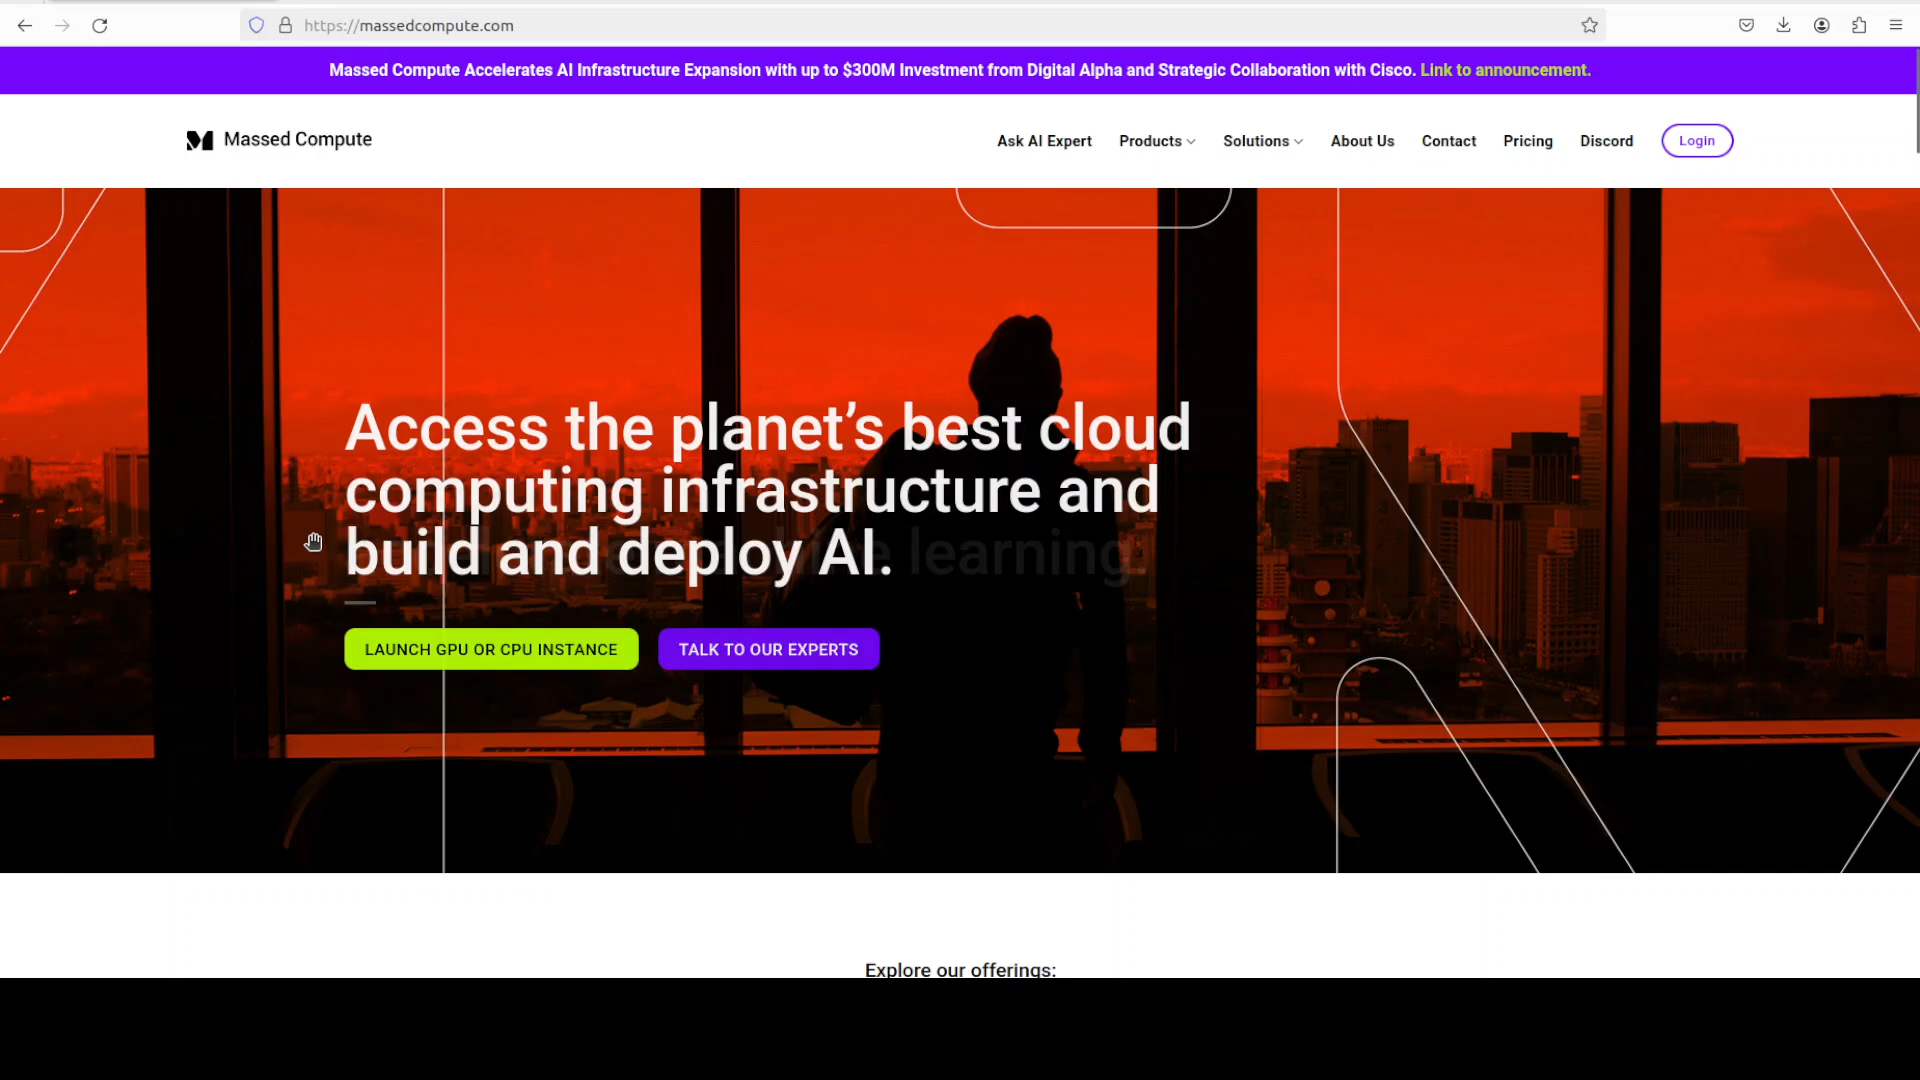 https://massedcompute.com
Massed Compute Accelerates AI Infrastructure Expansion with up to $300M Investment from Digital Alpha and Strategic Collaboration with Cisco. Link to announcement.
Massed Compute
Ask AI Expert Products Solutions About Us Contact Pricing Discord Login
Access the planet’s best cloud
computing infrastructure and
build and deploy AI. learning.
LAUNCH GPU OR CPU INSTANCE TALK TO OUR EXPERTS
Explore our offerings: